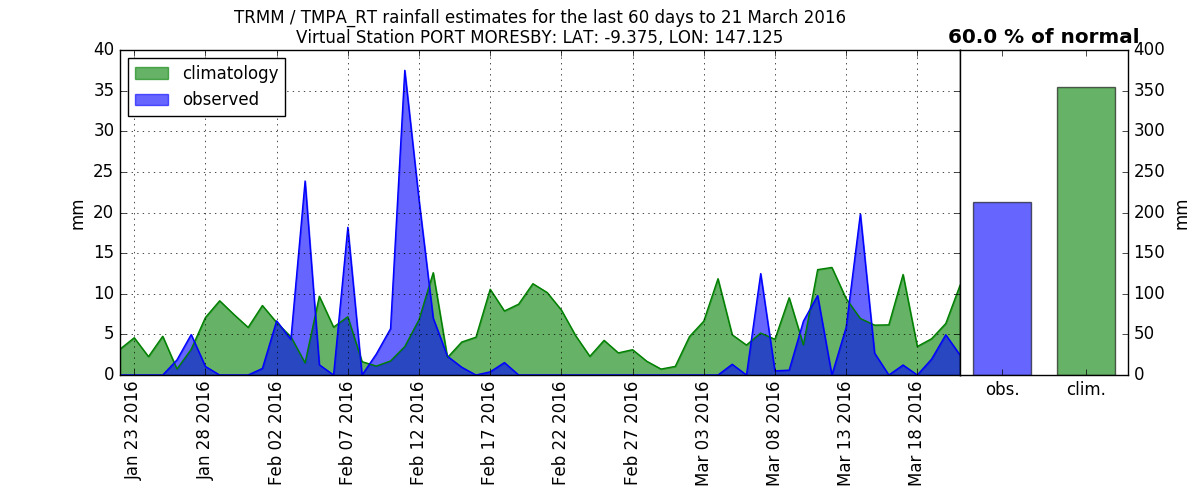 TRMM / TMPA_RT rainfall estimates for the last 60 days to 21 March 2016
Virtual Station PORT MORESBY: LAT: -9.375, LON: 147.125
60.0 % of normal
climatology
observed
mm
40
35
30
25
20
15
10
5
0
Jan 23 2016
Jan 28 2016
Feb 02 2016
Feb 07 2016
Feb 12 2016
Feb 17 2016
Feb 22 2016
Feb 27 2016
Mar 03 2016
Mar 08 2016
Mar 13 2016
Mar 18 2016
obs.
clim.
400
350
300
250
200
150
100
50
0
mm